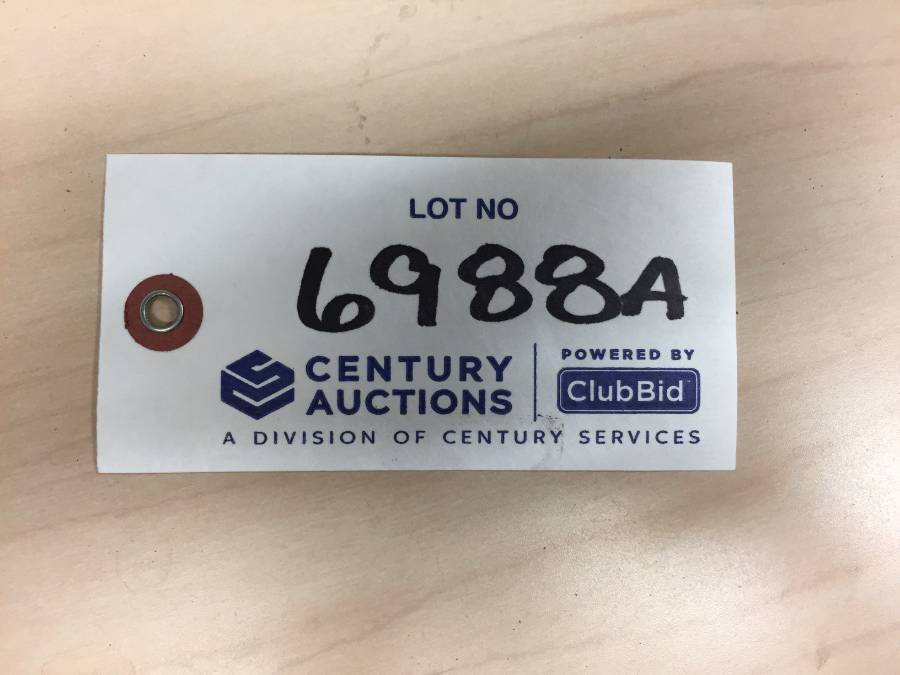 LOT NO
6988A
CENTURY
AUCTIONS
POWERED BY
ClubBid
A DIVISION OF CENTURY SERVICES